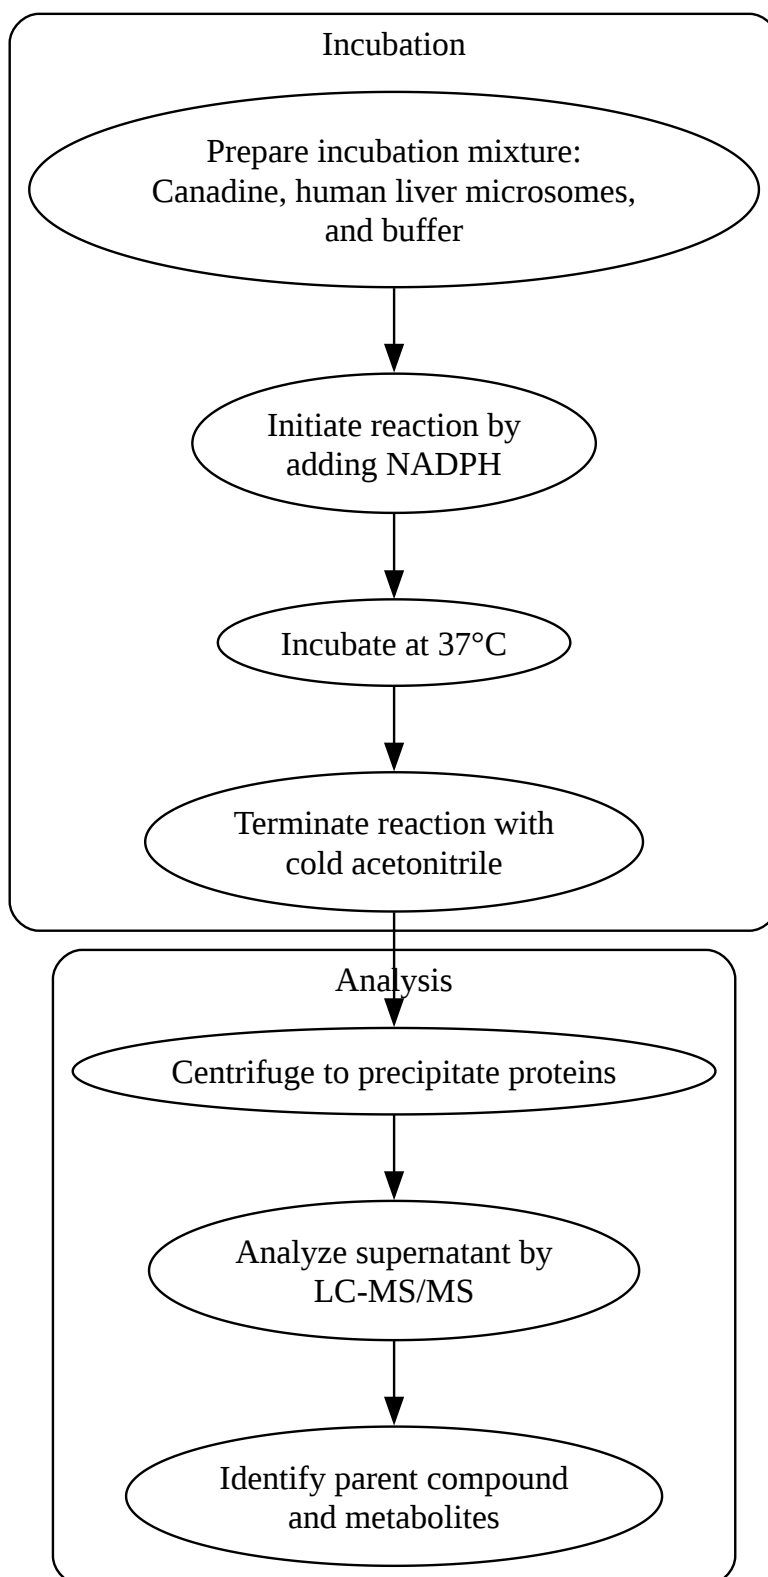 Incubation
Prepare incubation mixture:
Canadine, human liver microsomes,
and buffer
Initiate reaction by
adding NADPH
Incubate at 37°C
Terminate reaction with
cold acetonitrile
Analysis
Centrifuge to precipitate proteins
Analyze supernatant by
LC-MS/MS
Identify parent compound
and metabolites